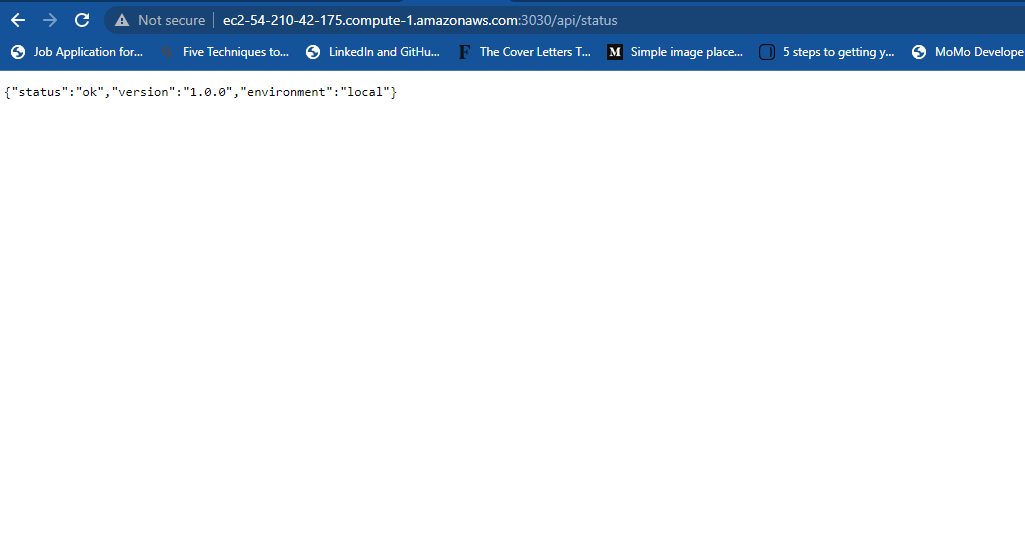 Not secure ec2-54-210-42-175.compute-1.amazonaws.com:3030/api/status
Job Application for... Five Techniques to... LinkedIn and GitHu... F The Cover Letters T... M Simple image place... 5 steps to getting y... MoMo Develope
{"status":"ok","version":"1.0.0","environment":"local"}